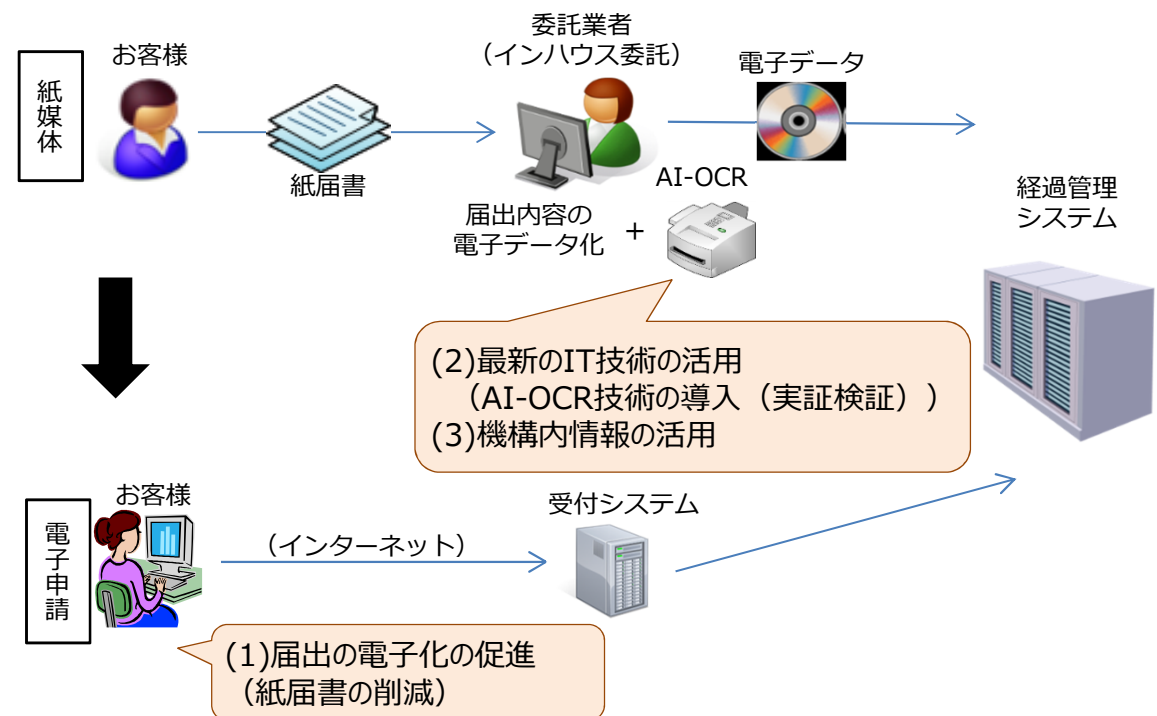 紙媒体
お客様
紙届書
委託業者
（インハウス委託）
届出内容の
電子データ化
+
AI-OCR
電子データ
経過管理
システム
(2)最新のIT技術の活用
（AI-OCR技術の導入（実証検証））
(3)機構内情報の活用
電子申請
お客様
（インターネット）
受付システム
(1)届出の電子化の促進
（紙届書の削減）